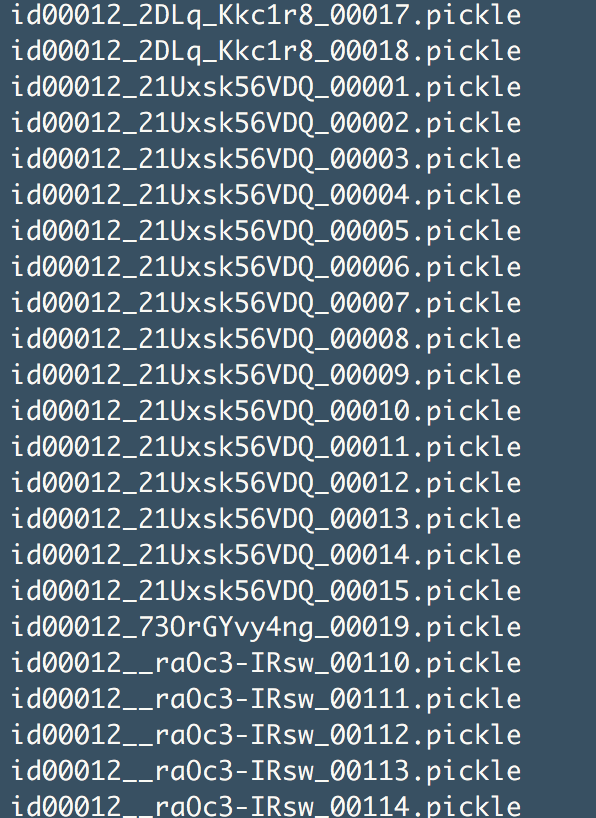 id00012_2DLq_Kkc1r8_00017.pickle
id00012_2DLq_Kkc1r8_00018.pickle
id00012_21Uxsk56VDQ_00001.pickle
id00012_21Uxsk56VDQ_00002.pickle
id00012_21Uxsk56VDQ_00003.pickle
id00012_21Uxsk56VDQ_00004.pickle
id00012_21Uxsk56VDQ_00005.pickle
id00012_21Uxsk56VDQ_00006.pickle
id00012_21Uxsk56VDQ_00007.pickle
id00012_21Uxsk56VDQ_00008.pickle
id00012_21Uxsk56VDQ_00009.pickle
id00012_21Uxsk56VDQ_00010.pickle
id00012_21Uxsk56VDQ_00011.pickle
id00012_21Uxsk56VDQ_00012.pickle
id00012_21Uxsk56VDQ_00013.pickle
id00012_21Uxsk56VDQ_00014.pickle
id00012_21Uxsk56VDQ_00015.pickle
id00012_73OrGYvy4ng_00019.pickle
id00012__raOc3-IRsw_00110.pickle
id00012__raOc3-IRsw_00111.pickle
id00012__raOc3-IRsw_00112.pickle
id00012__raOc3-IRsw_00113.pickle
id00012__raOc3-IRsw_00114.pickle